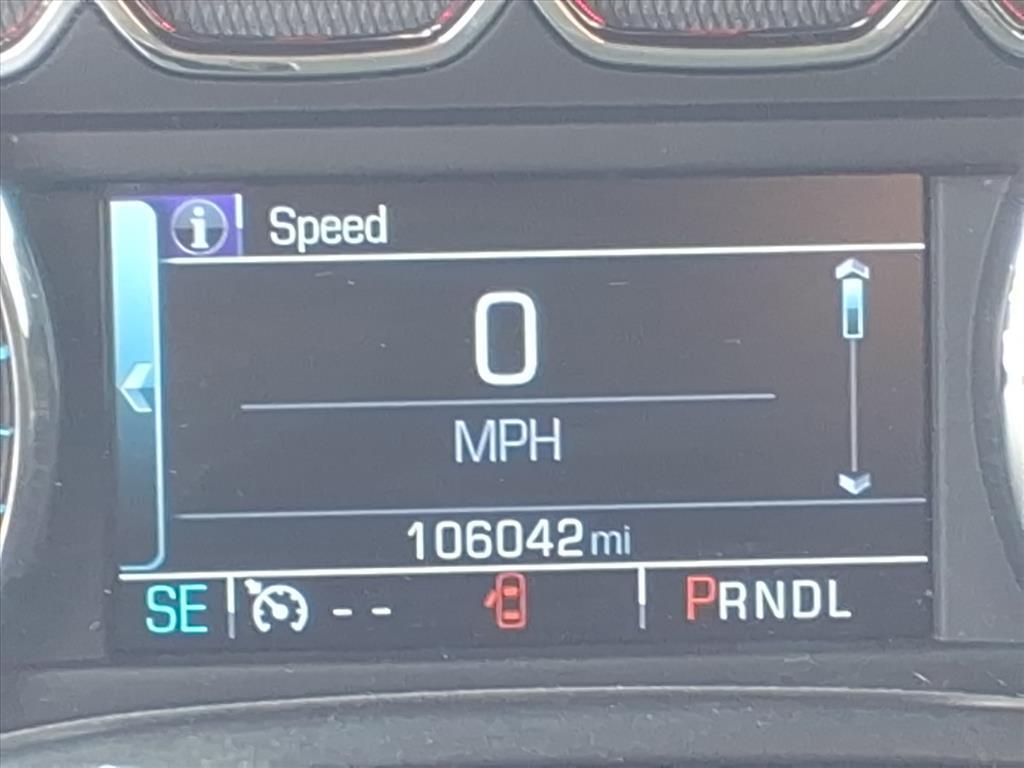 i Speed
0
MPH
106042 mi
SE -- PRNDL